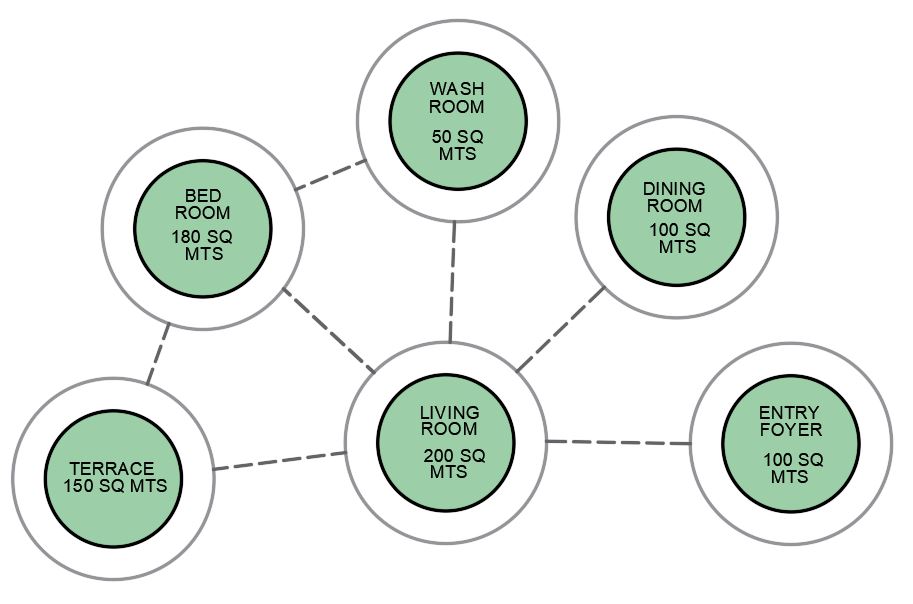 WASH
ROOM
50 SQ
MTS
BED
ROOM
180 SQ
MTS
DINING
ROOM
100 SQ
MTS
LIVING
ROOM
200 SQ
MTS
ENTRY
FOYER
100 SQ
MTS
TERRACE
150 SQ MTS